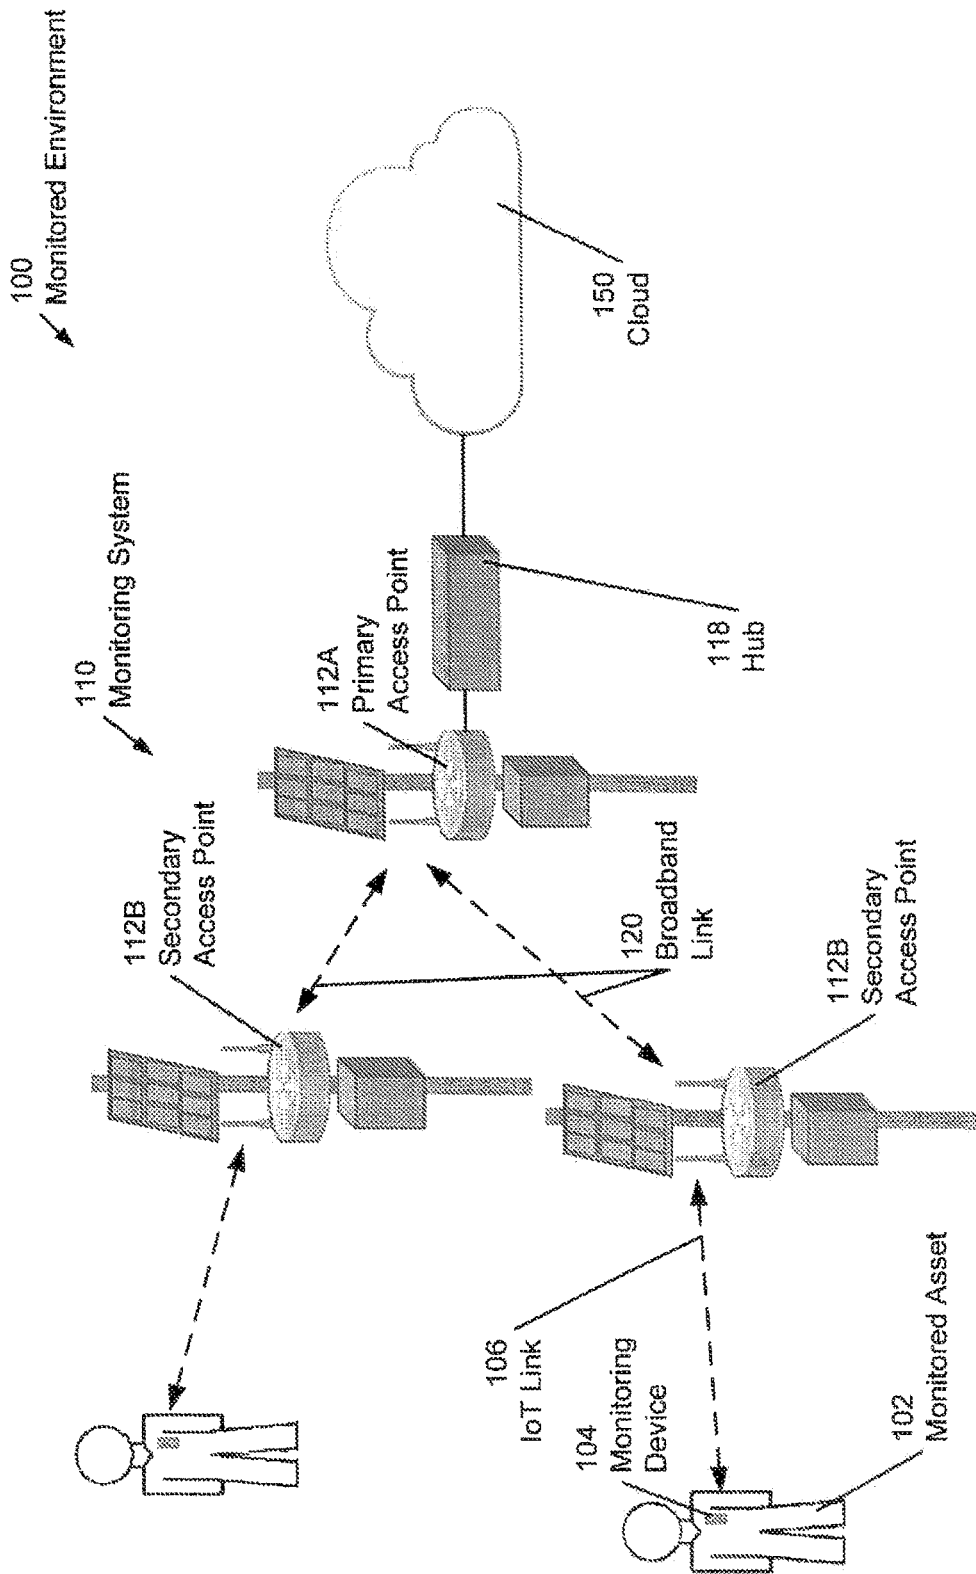 100
Monitored Environment
110
Monitoring System
112B
Secondary
Access Point
112A
Primary
Access Point
150
Cloud
118
Hub
120
Broadband
Link
112B
Secondary
Access Point
106
IoT Link
104
Monitoring
Device
102
Monitored Asset